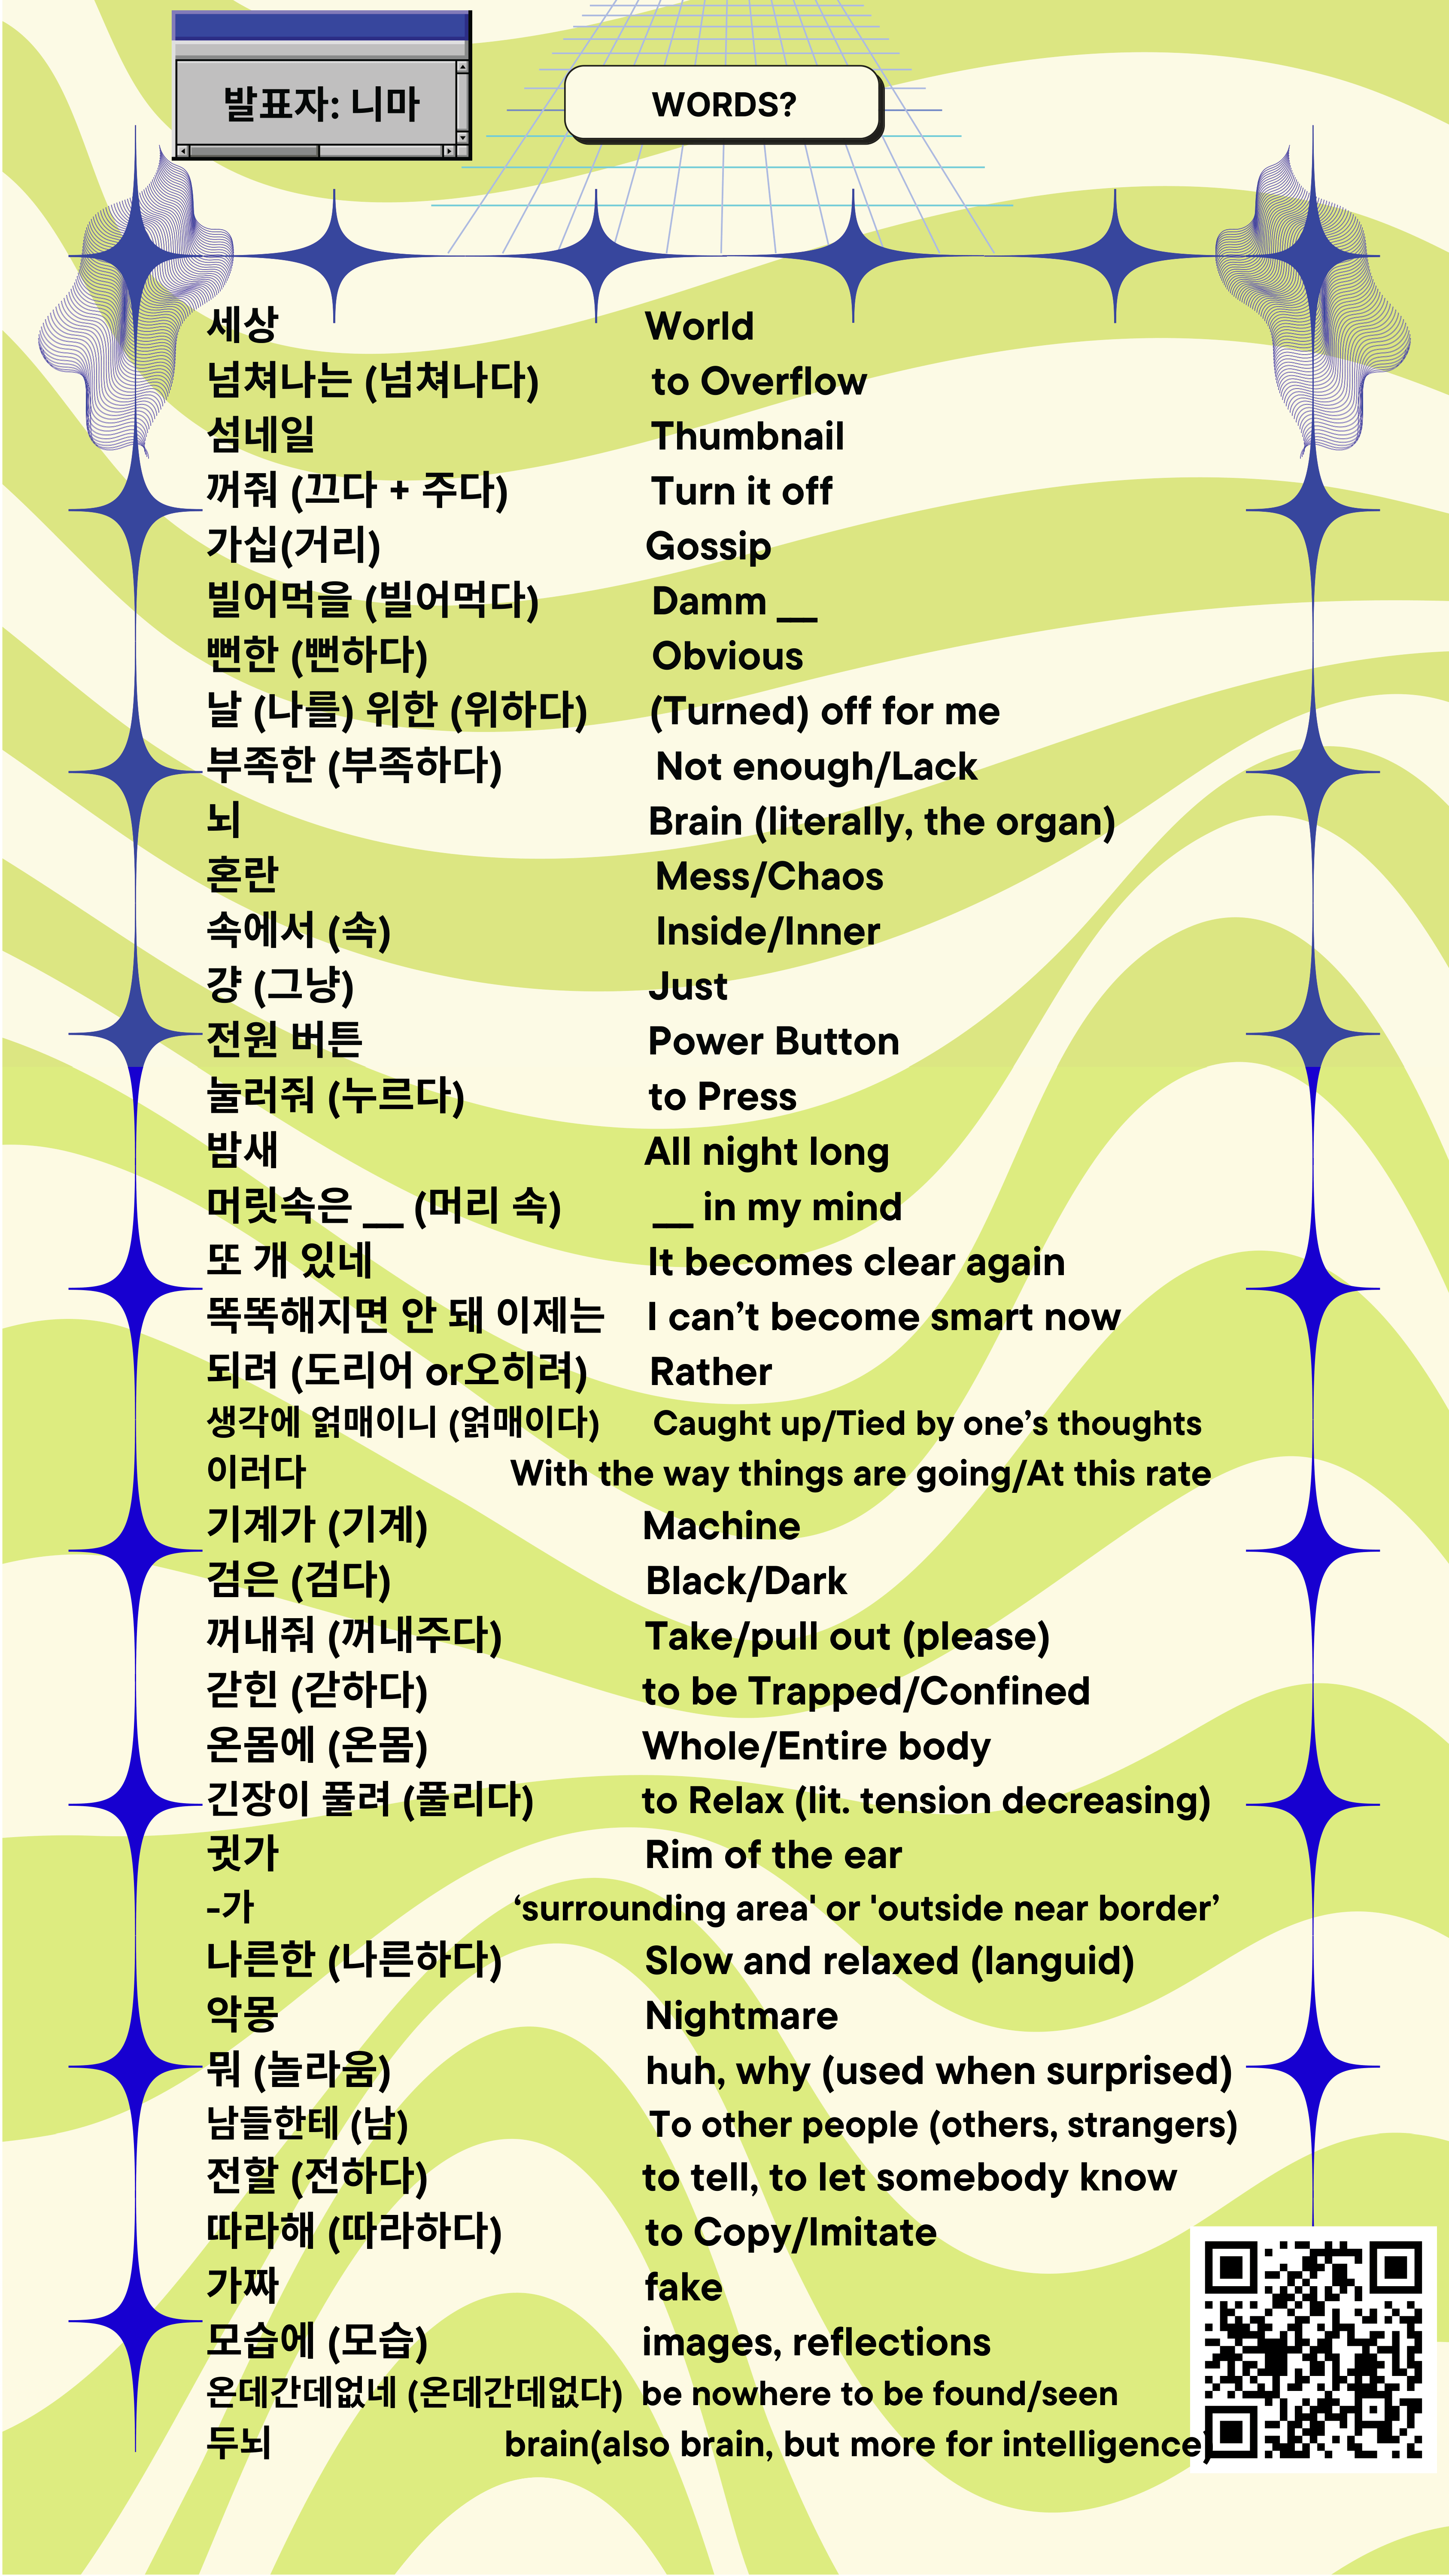 발표자: 니마
WORDS?
세상 World
넘쳐나는 (넘쳐나다) to Overflow
섬네일 Thumbnail
꺼줘 (끄다 + 주다) Turn it off
가십(거리) Gossip
빌어먹을 (빌어먹다) Damm __
뻔한 (뻔하다) Obvious
날 (나를) 위한 (위하다) (Turned) off for me
부족한 (부족하다) Not enough/Lack
뇌 Brain (literally, the organ)
혼란 Mess/Chaos
속에서 (속) Inside/Inner
걍 (그냥) Just
전원 버튼 Power Button
눌러줘 (누르다) to Press
밤새 All night long
머릿속은 __ (머리 속) __ in my mind
또 개 있네 It becomes clear again
똑똑해지면 안 돼 이제는 I can’t become smart now
되려 (도리어 or오히려) Rather
생각에 얽매이니 (얽매이다) Caught up/Tied by one’s thoughts
이러다 With the way things are going/At this rate
기계가 (기계) Machine
검은 (검다) Black/Dark
꺼내줘 (꺼내주다) Take/pull out (please)
갇힌 (갇하다) to be Trapped/Confined
온몸에 (온몸) Whole/Entire body
긴장이 풀려 (풀리다) to Relax (lit. tension decreasing)
귓가 Rim of the ear
-가 ‘surrounding area' or 'outside near border’
나른한 (나른하다) Slow and relaxed (languid)
악몽 Nightmare
뭐 (놀라움) huh, why (used when surprised)
남들한테 (남) To other people (others, strangers)
전할 (전하다) to tell, to let somebody know
따라해 (따라하다) to Copy/Imitate
가짜 fake
모습에 (모습) images, reflections
온데간데없네 (온데간데없다) be nowhere to be found/seen
두뇌 brain(also brain, but more for intelligence)